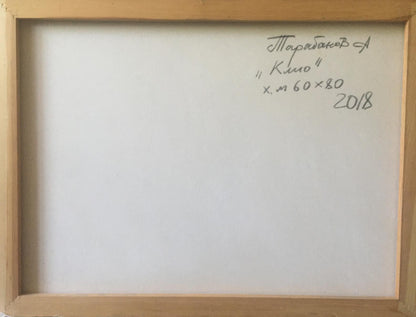 Тарабанов А
„Клио"
х.м 60×80
2018